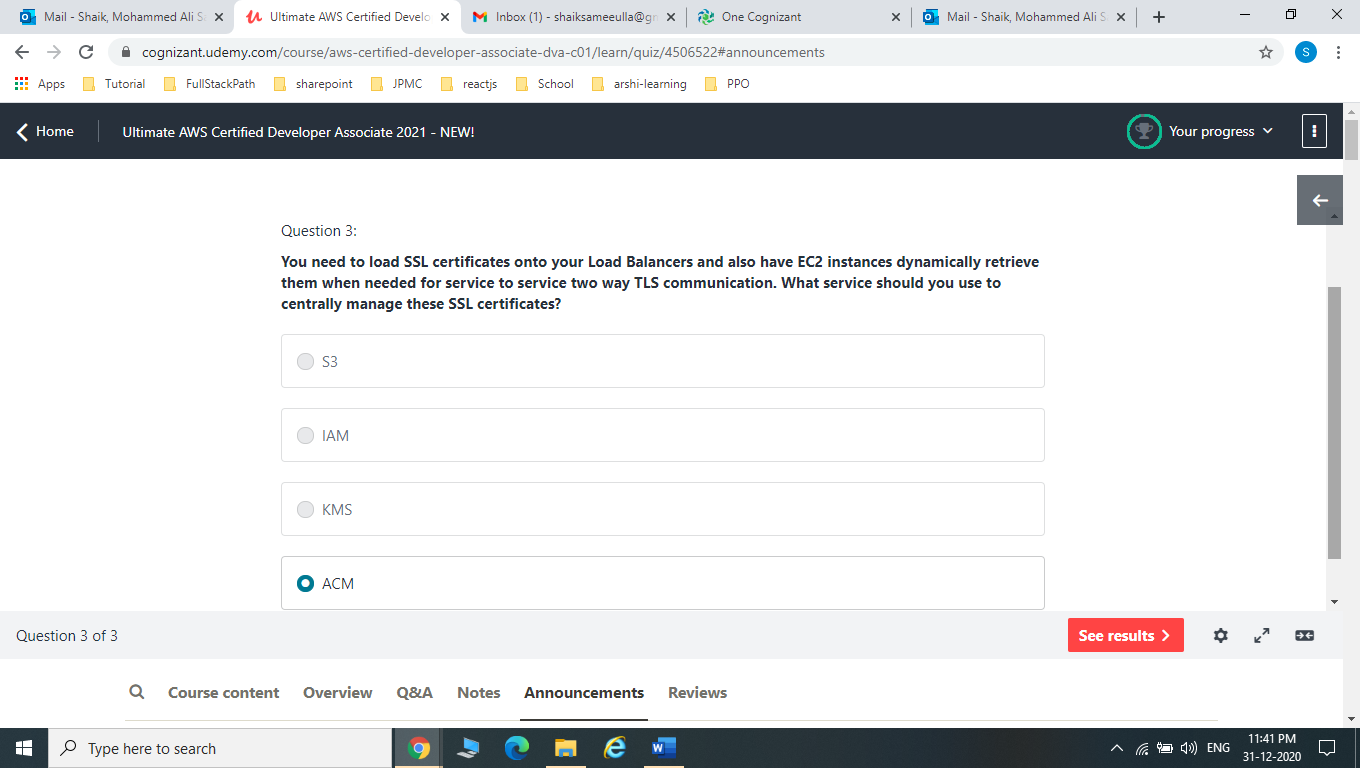 Mail - Shaik, Mohammed Ali S
Ultimate AWS Certified Develo
Inbox (1) - shaiksameeulla@gr
One Cognizant
Mail - Shaik, Mohammed Ali S
cognizant.udemy.com/course/aws-certified-developer-associate-dva-c01/learn/quiz/4506522#announcements
S
Apps Tutorial FullStackPath sharepoint JPMC reactjs School arshi-learning PPO
Home Ultimate AWS Certified Developer Associate 2021 - NEW! Your progress
Question 3:
You need to load SSL certificates onto your Load Balancers and also have EC2 instances dynamically retrieve
them when needed for service to service two way TLS communication. What service should you use to
centrally manage these SSL certificates?
S3
IAM
KMS
ACM
Question 3 of 3 See results
Course content Overview Q&A Notes Announcements Reviews
Type here to search
ENG
11:41 PM
31-12-2020